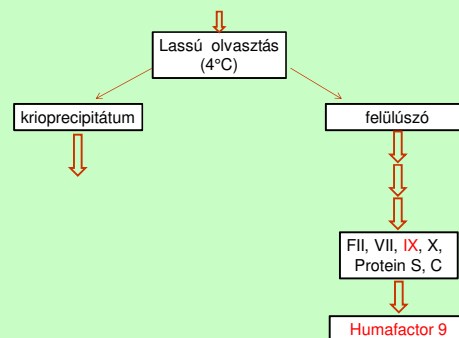 Lassú olvasztás
(4°C)
krioprecipitátum
felülúszó
FII, VII, IX, X,
Protein S, C
Humafactor 9